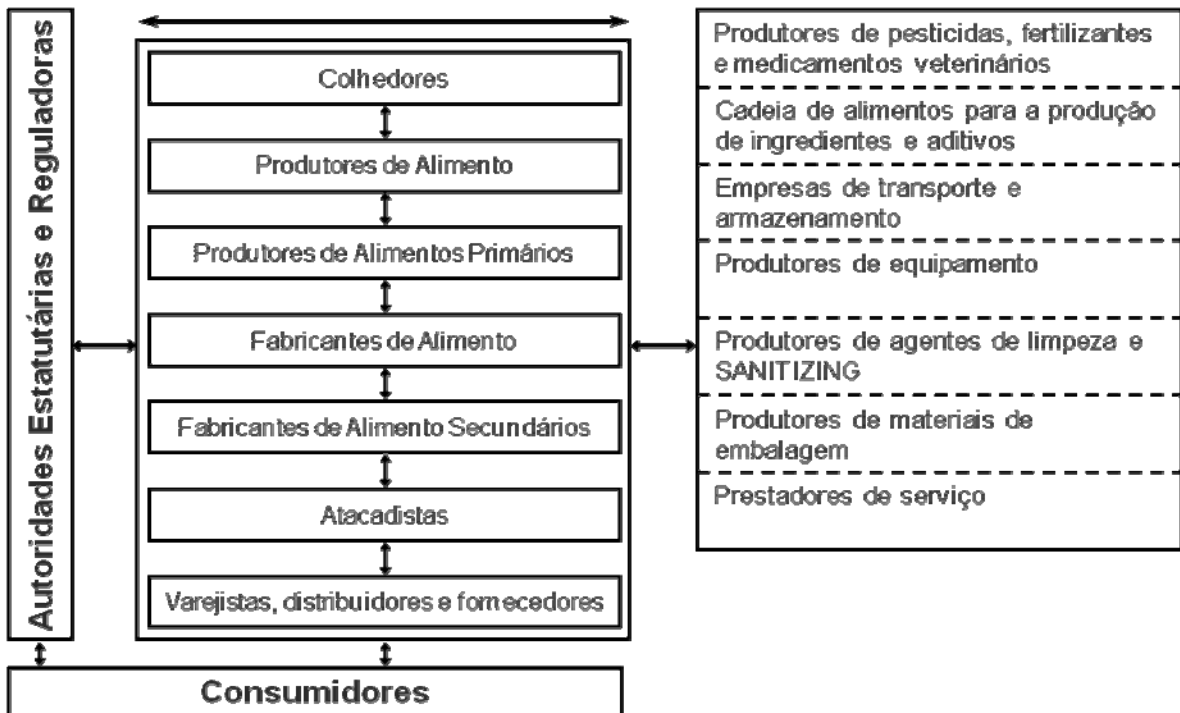 Autoridades Estatutárias e Reguladoras
Colhedores
Produtores de Alimento
Produtores de Alimentos Primários
Fabricantes de Alimento
Fabricantes de Alimento Secundários
Atacadistas
Varejistas, distribuidores e fornecedores
Produtores de pesticidas, fertilizantes
e medicamentos veterinários
Cadeia de alimentos para a produção
de ingredientes e aditivos
Empresas de transporte e
armazenamento
Produtores de equipamento
Produtores de agentes de limpeza e
SANITIZING
Produtores de materiais de
embalagem
Prestadores de serviço
Consumidores